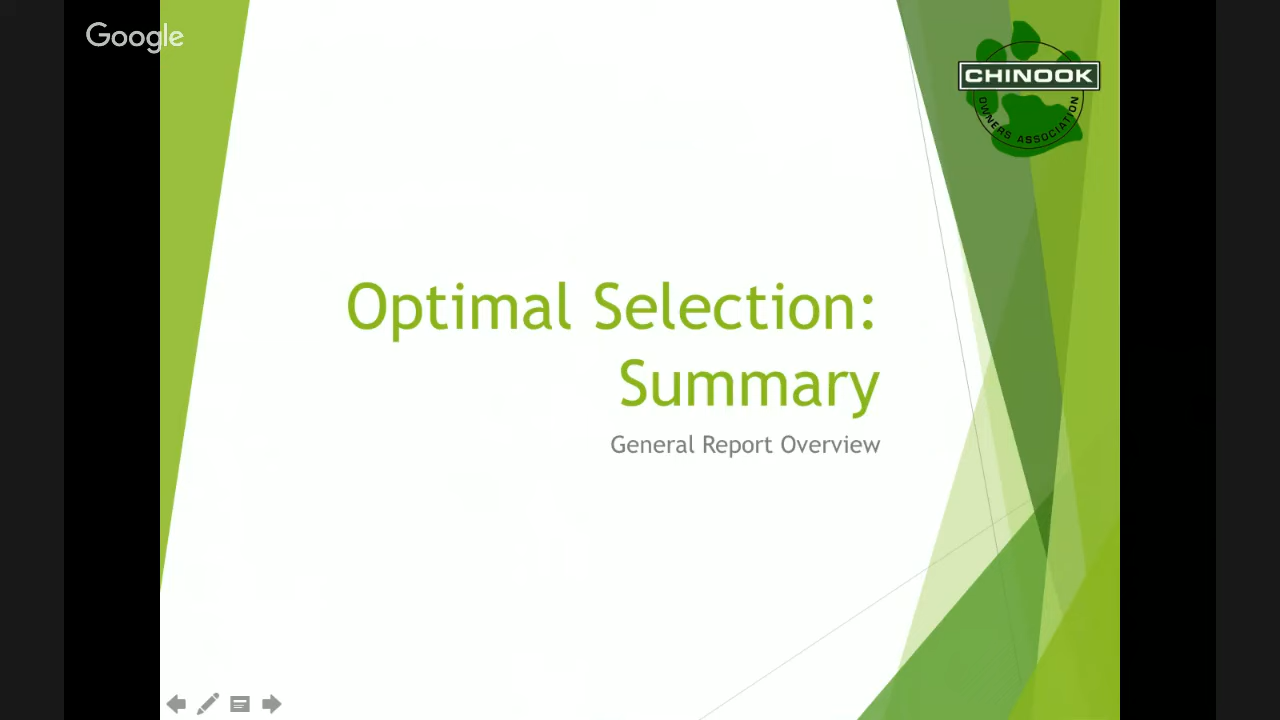 Google
CHINOOK
OWNERS ASSOCIATION
Optimal Selection:
Summary
General Report Overview